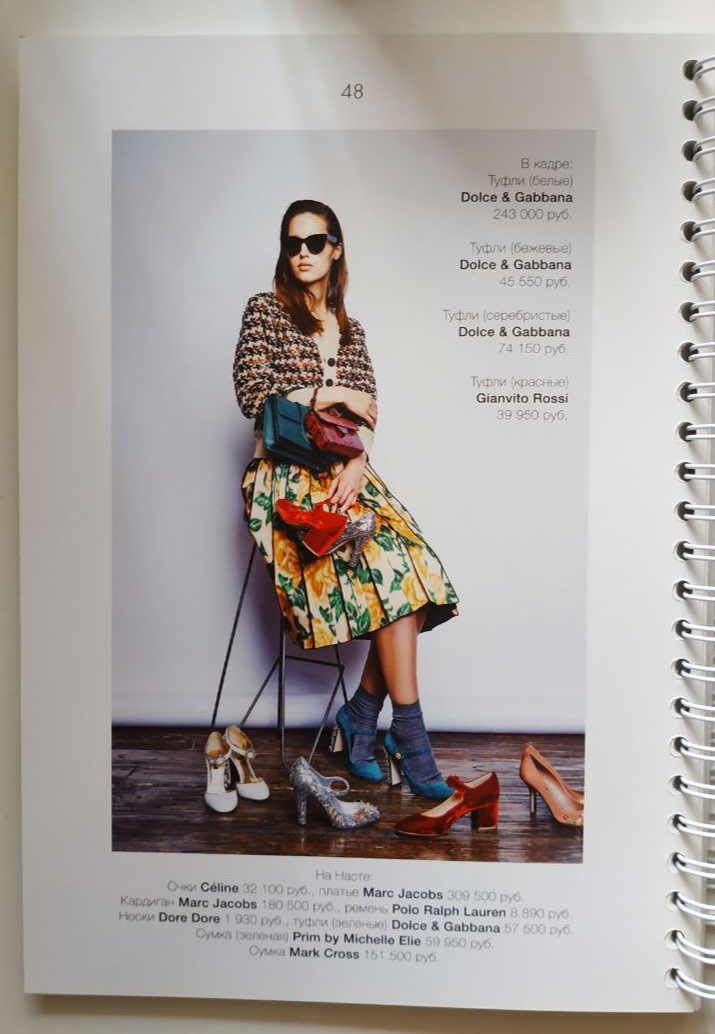 48
В кадре:
Туфли (белые)
Dolce & Gabbana
243 000 руб.
Туфли (бежевые)
Dolce & Gabbana
45 550 руб.
Туфли (серебристые)
Dolce & Gabbana
74 150 руб.
Туфли (красные)
Gianvito Rossi
39 950 руб.
На Насте:
Очки Céline 32 100 руб., платье Marc Jacobs 309 500 руб.
Кардиган Marc Jacobs 180 500 руб., ремень Polo Ralph Lauren 8 890 руб.
Носки Dore Dore 1 930 руб., туфли (зеленые) Dolce & Gabbana 57 500 руб.
Сумка (зеленая) Prim by Michelle Elie 59 950 руб.
Сумка Mark Cross 151 500 руб.